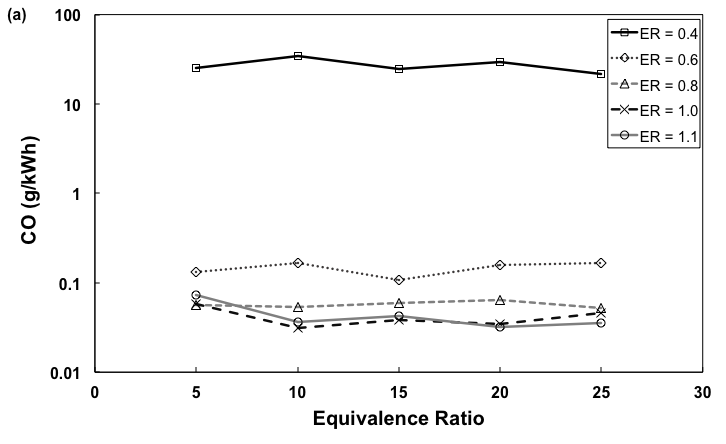 (a)
100
10
1
0.1
0.01
CO (g/kWh)
0 5 10 15 20 25 30
Equivalence Ratio
ER = 0.4
ER = 0.6
ER = 0.8
ER = 1.0
ER = 1.1